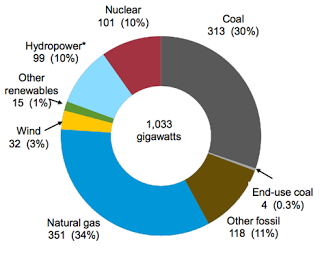 Nuclear
101 (10%)
Coal
313 (30%)
Hydropower*
99 (10%)
Other
renewables
15 (1%)
Wind
32 (3%)
1,033
gigawatts
End-use coal
4 (0.3%)
Natural gas
351 (34%)
Other fossil
118 (11%)